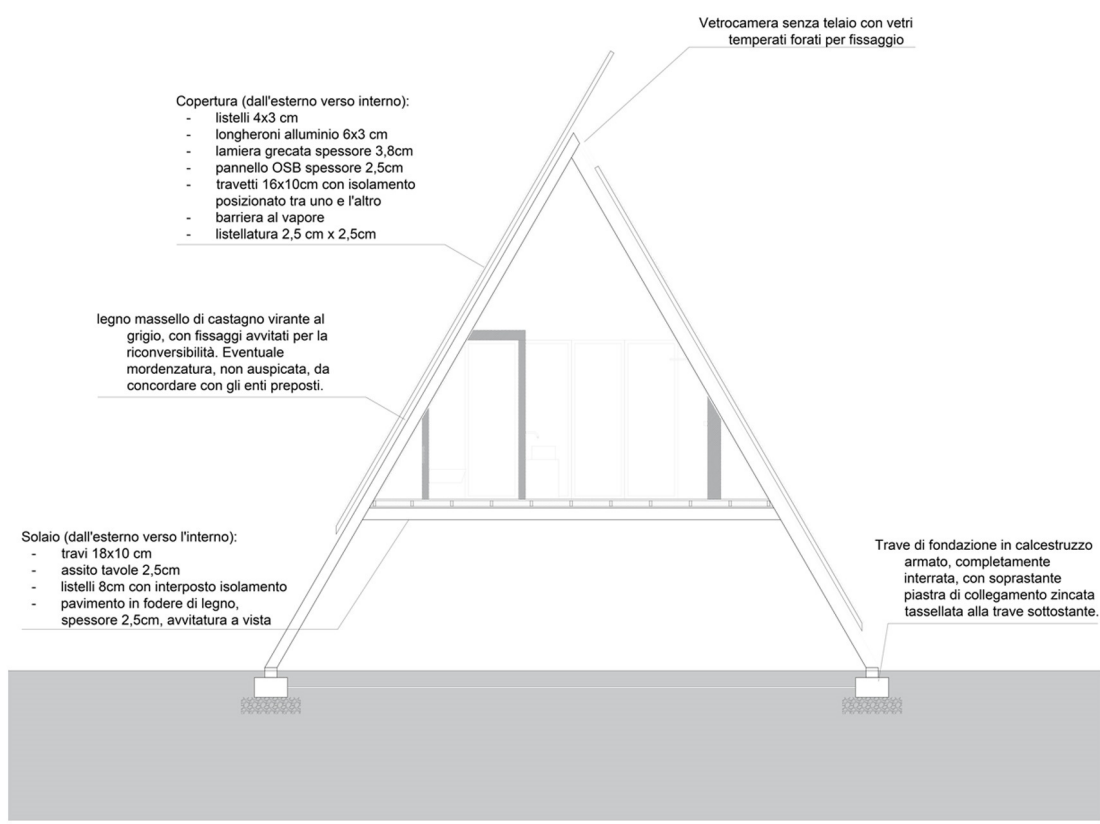 Vetrocamera senza telaio con vetri
temperati forati per fissaggio
Copertura (dall'esterno verso interno):
- listelli 4x3 cm
- longheroni alluminio 6x3 cm
- lamiera grecata spessore 3,8cm
- pannello OSB spessore 2,5cm
- travetti 16x10cm con isolamento
posizionato tra uno e l'altro
- barriera al vapore
- listellatura 2,5 cm x 2,5cm
legno massello di castagno virante al
grigio, con fissaggi avvitati per la
riconversibilità. Eventuale
mordenzatura, non auspicata, da
concordare con gli enti preposti.
Solaio (dall'esterno verso l'interno):
- travi 18x10 cm
- assito tavole 2,5cm
- listelli 8cm con interposto isolamento
- pavimento in fodere di legno,
spessore 2,5cm, avvitatura a vista
Trave di fondazione in calcestruzzo
armato, completamente
interrata, con soprastante
piastra di collegamento zincata
tassellata alla trave sottostante.